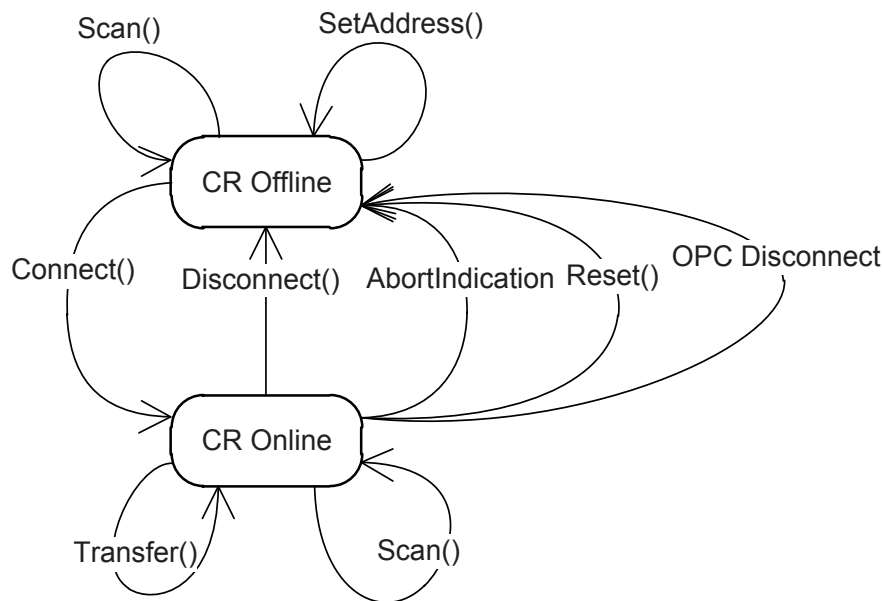 Scan()
SetAddress()
CR Offline
Connect()
Disconnect()
AbortIndication
Reset()
OPC Disconnect
CR Online
Transfer()
Scan()